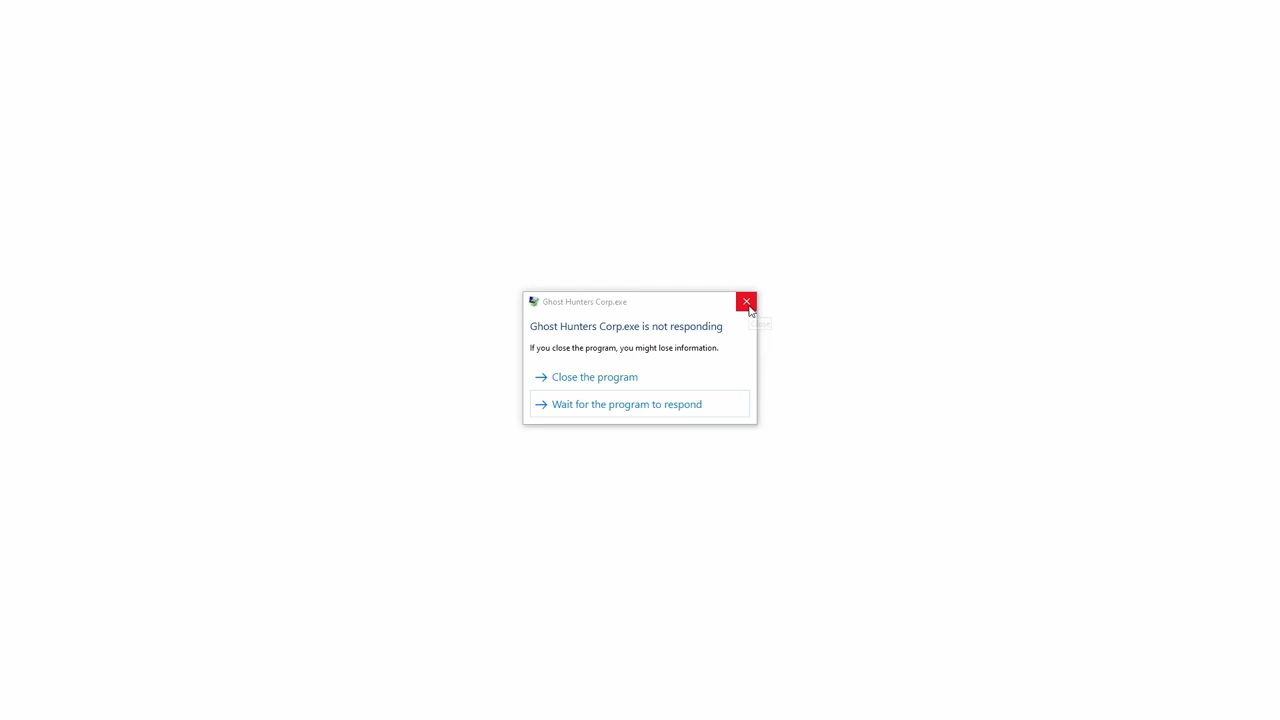 Ghost Hunters Corp.exe
Ghost Hunters Corp.exe is not responding
If you close the program, you might lose information.
Close the program
Wait for the program to respond
Close